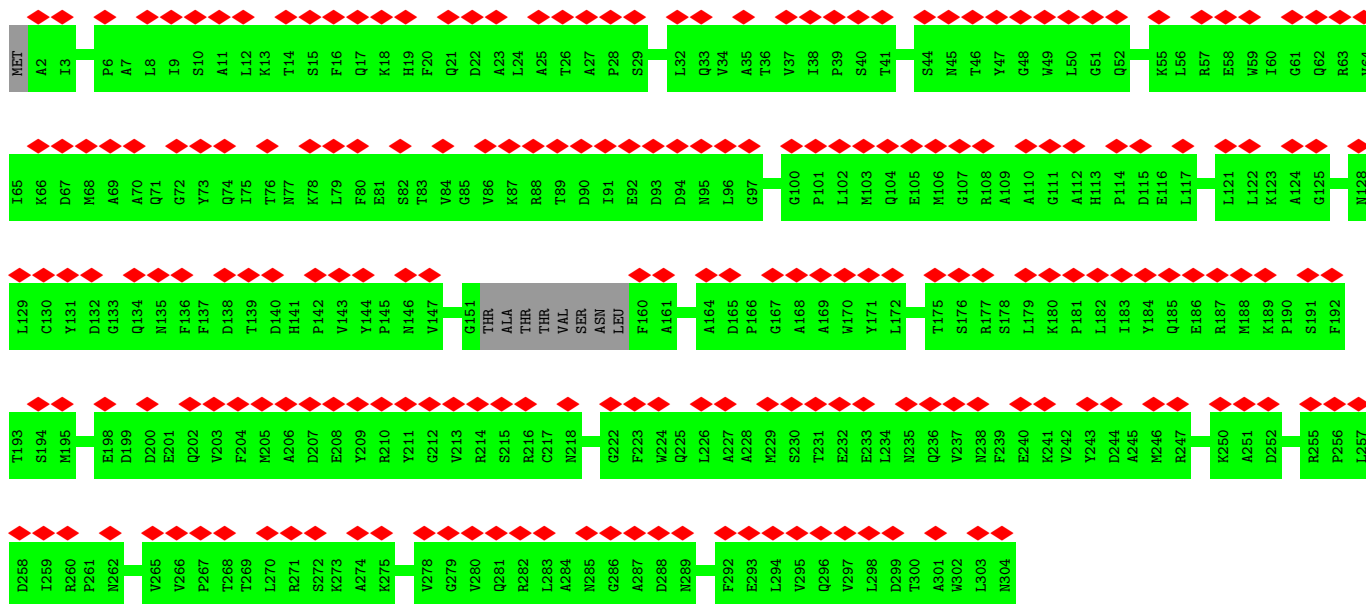 MET A2 I3 P6 A7 L8 I9 S10 A11 L12 K13 T14 S15 F16 Q17 K18 H19 F20 Q21 D22 A23 L24 A25 T26 A27 P28 S29 L32 Q33 V34 A35 T36 V37 I38 P39 S40 T41 S44 N45 T46 Y47 G48 W49 L50 G51 Q52 K55 L56 R57 E58 W59 I60 G61 Q62 R63
I65 K66 D67 M68 A69 A70 Q71 G72 Y73 Q74 I75 T76 N77 K78 L79 F80 E81 S82 T83 V84 G85 V86 K87 R88 T89 D90 I91 E92 D93 D94 N95 L96 G97 G100 P101 L102 M103 Q104 E105 M106 G107 R108 A109 A110 G111 A112 H113 P114 D115 E116 L117 L121 L122 K123 A124 G125 N128
L129 C130 Y131 D132 G133 Q134 N135 F136 F137 D138 T139 D140 H141 P142 V143 Y144 P145 N146 V147 G151 THR ALA THR THR VAL SER ASN LEU F160 A161 A164 D165 P166 G167 A168 A169 W170 Y171 L172 T175 S176 R177 S178 L179 K180 P181 L182 I183 Y184 Q185 E186 R187 M188 K189 P190 S191 F192
T193 S194 M195 E198 D199 D200 E201 Q202 V203 F204 M205 A206 D207 E208 Y209 R210 Y211 G212 V213 R214 S215 R216 C217 N218 G222 F223 W224 Q225 L226 A227 A228 M229 S230 T231 E232 E233 L234 N235 Q236 V237 N238 F239 E240 K241 V242 Y243 D244 A245 M246 R247 K250 A251 D252 R255 P256 L257
D258 I259 R260 P261 N262 V265 V266 P267 T268 T269 L270 R271 S272 K273 A274 K275 V278 G279 V280 Q281 R282 L283 A284 N285 G286 A287 D288 N289 F292 E293 L294 V295 Q296 V297 L298 D299 T300 A301 W302 L303 N304